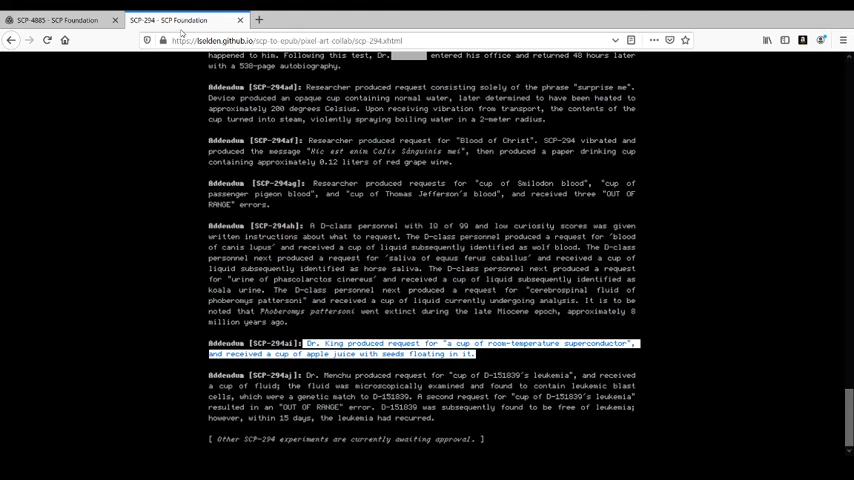 SCP-4885 - SCP Foundation
SCP-294 - SCP Foundation
https://lselden.github.io/scp-to-epub/pixel-art-collab/scp-294.xhtml
happened to him. Following this test, Dr. entered his office and returned 48 hours later
with a 538-page autobiography.
Addendum [SCP-294ad]: Researcher produced request consisting solely of the phrase "surprise me".
Device produced an opaque cup containing normal water, later determined to have been heated to
approximately 200 degrees Celsius. Upon receiving vibration from transport, the contents of the
cup turned into steam, violently spraying boiling water in a 2-meter radius.
Addendum [SCP-294af]: Researcher produced request for "Blood of Christ". SCP-294 vibrated and
produced the message "Hic est enim Calix Sánguinis mei", then produced a paper drinking cup
containing approximately 0.12 liters of red grape wine.
Addendum [SCP-294ag]: Researcher produced requests for "cup of Smilodon blood", "cup of
passenger pigeon blood", and "cup of Thomas Jefferson's blood", and received three "OUT OF
RANGE" errors.
Addendum [SCP-294ah]: A D-class personnel with IQ of 99 and low curiosity scores was given
written instructions about what to request. The D-class personnel produced a request for 'blood
of canis lupus' and received a cup of liquid subsequently identified as wolf blood. The D-class
personnel next produced a request for 'saliva of equus ferus caballus' and received a cup of
liquid subsequently identified as horse saliva. The D-class personnel next produced a request
for "urine of phascolarctos cinereus" and received a cup of liquid subsequently identified as
koala urine. The D-class personnel next produced a request for "cerebrospinal fluid of
phoberomys pattersoni" and received a cup of liquid currently undergoing analysis. It is to be
noted that Phoberomys pattersoni went extinct during the late Miocene epoch, approximately 8
million years ago.
Addendum [SCP-294ai]: Dr. King produced request for "a cup of room-temperature superconductor",
and received a cup of apple juice with seeds floating in it.
Addendum [SCP-294aj]: Dr. Menchu produced request for "cup of D-151839's leukemia", and received
a cup of fluid; the fluid was microscopically examined and found to contain leukemic blast
cells, which were a genetic match to D-151839. A second request for "cup of D-151839's leukemia"
resulted in an "OUT OF RANGE" error. D-151839 was subsequently found to be free of leukemia;
however, within 15 days, the leukemia had recurred.
[ Other SCP-294 experiments are currently awaiting approval. ]